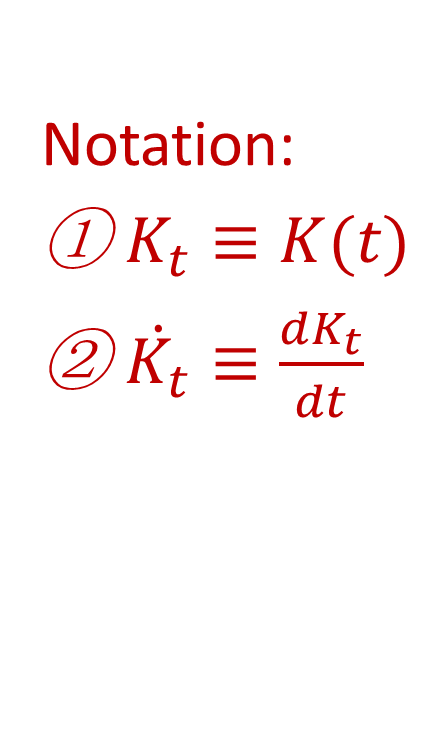 Notation:
① K_t ≡ K(t)
② K̇_t ≡ dK_t/dt